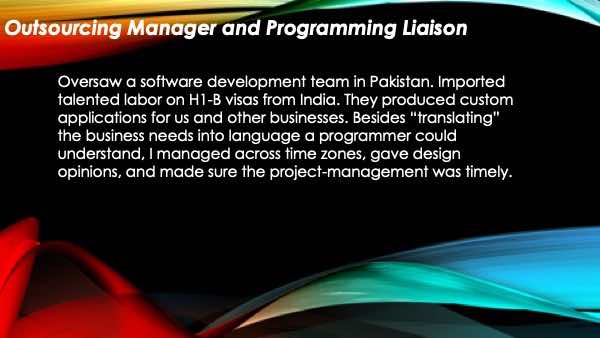 Outsourcing Manager and Programming Liaison
Oversaw a software development team in Pakistan. Imported
talented labor on H1-B visas from India. They produced custom
applications for us and other businesses. Besides “translating”
the business needs into language a programmer could
understand, I managed across time zones, gave design
opinions, and made sure the project-management was timely.